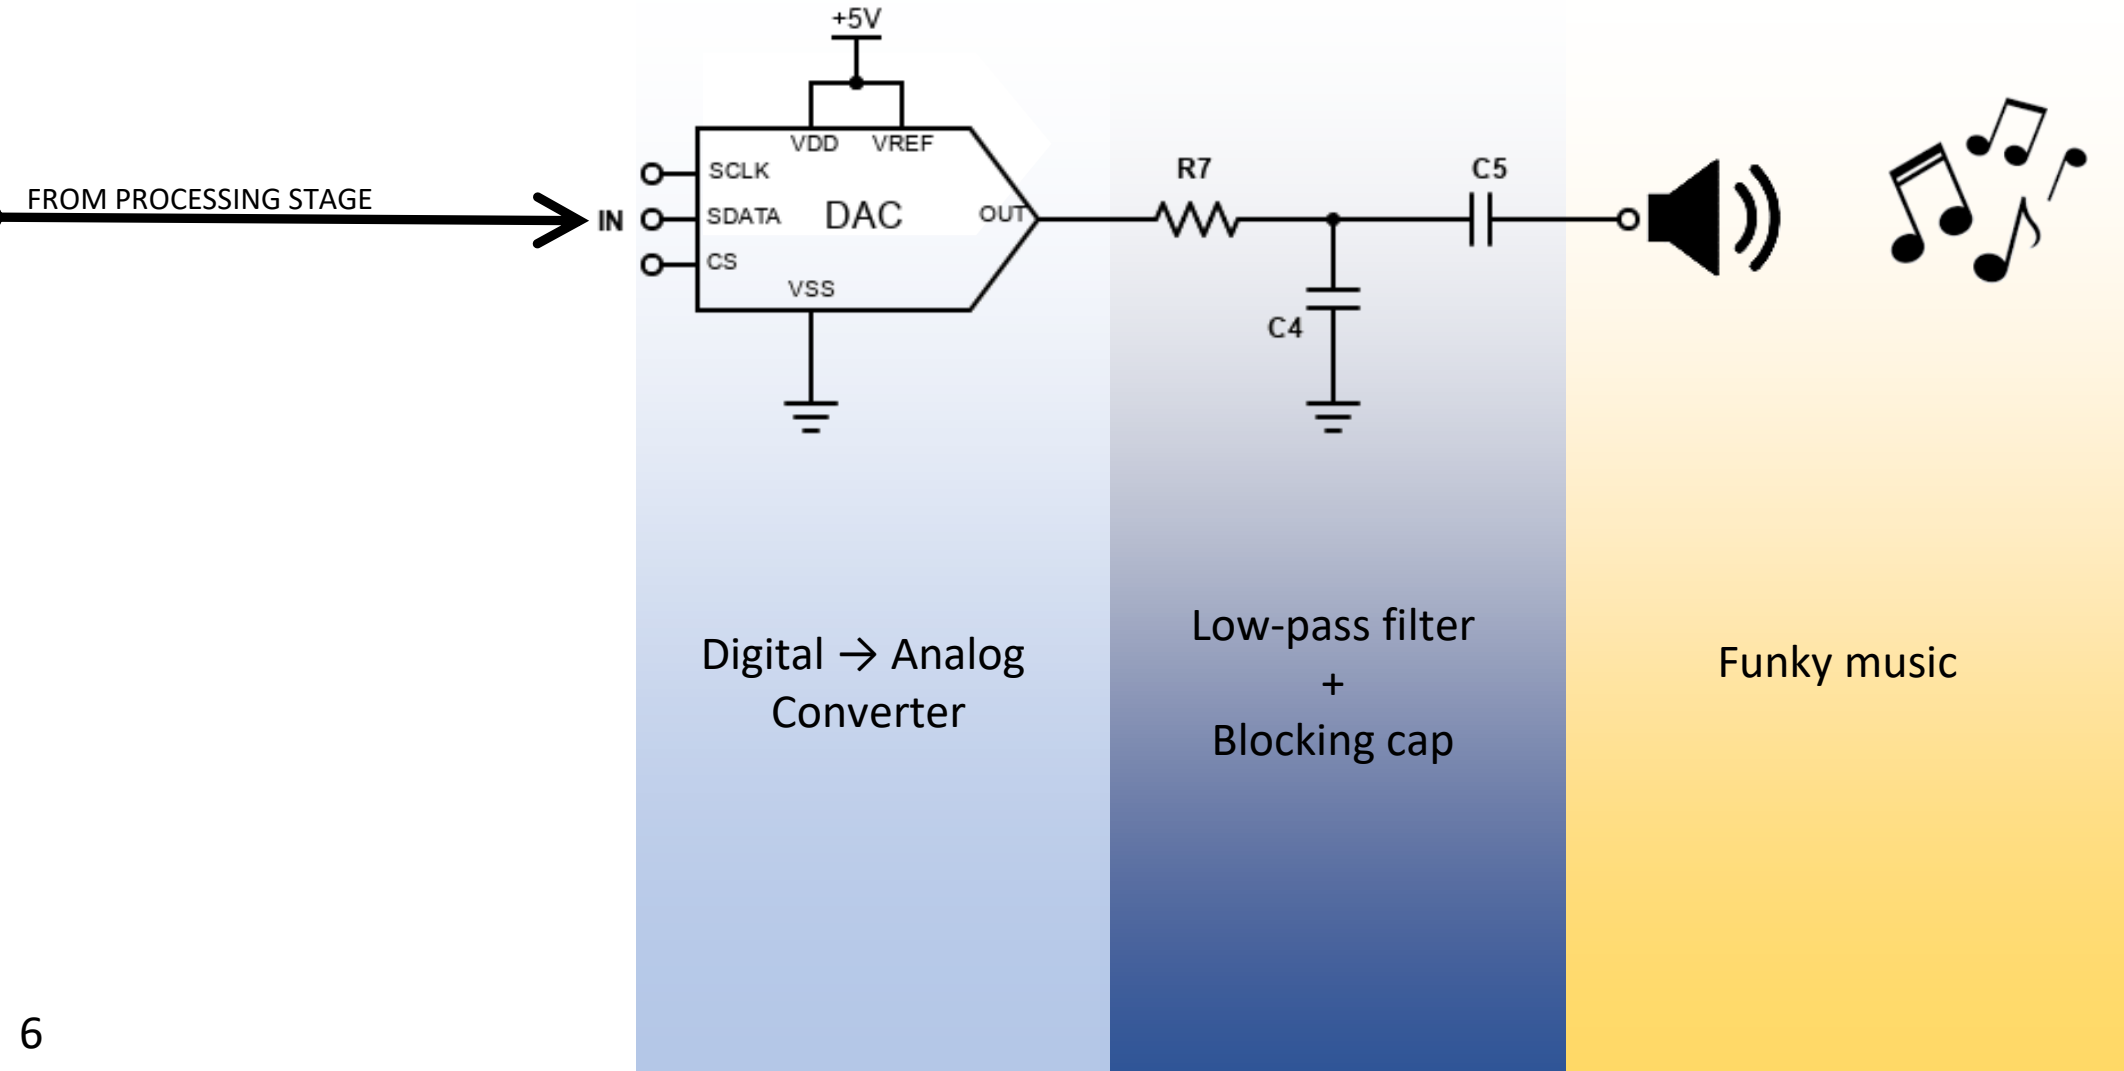 +5V
VDD
VREF
FROM PROCESSING STAGE
IN
SCLK
SDATA
CS
DAC
OUT
VSS
R7
C5
C4
Digital → Analog
Converter
Low-pass filter
+
Blocking cap
Funky music
6